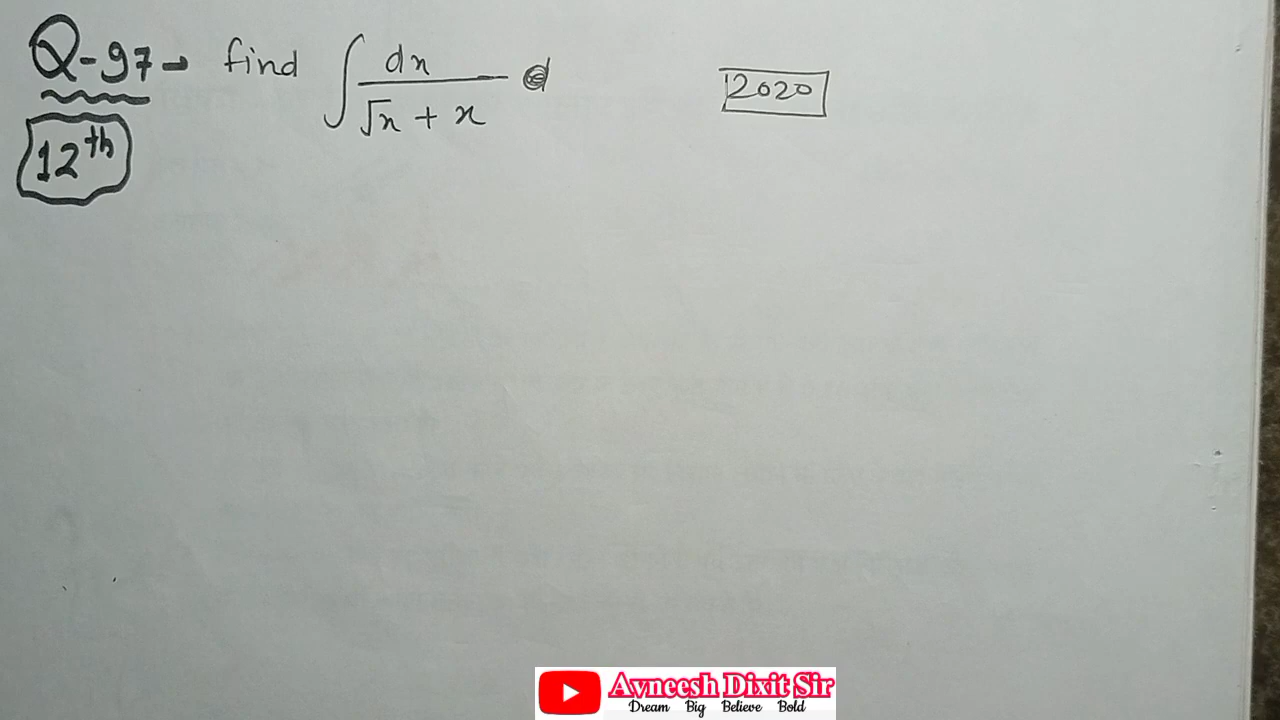 Q-97→ find ∫ dx / (√x + x) 2020
12th
Avneesh Dixit Sir
Dream Big Believe Bold